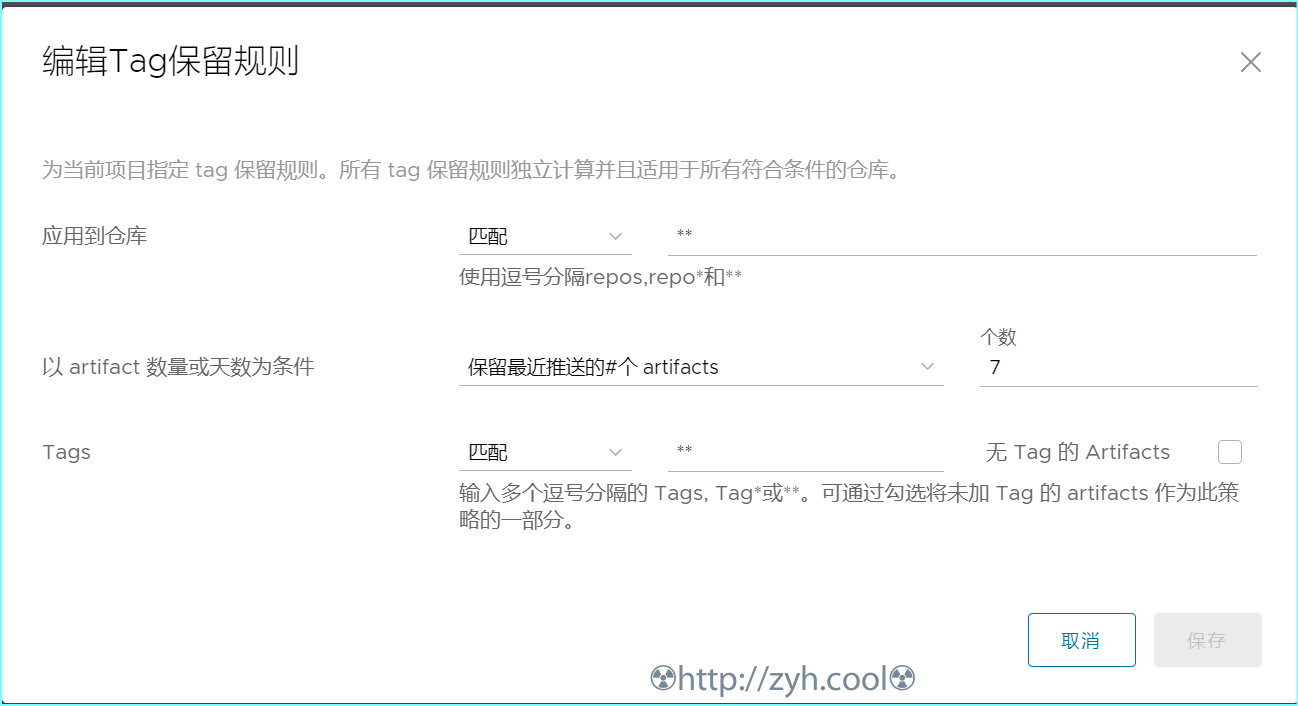 编辑Tag保留规则
为当前项目指定 tag 保留规则。所有 tag 保留规则独立计算并且适用于所有符合条件的仓库。
应用到仓库
匹配
**
使用逗号分隔repos,repo*和**
个数
以 artifact 数量或天数为条件
保留最近推送的#个 artifacts
7
Tags
匹配
**
无 Tag 的 Artifacts
输入多个逗号分隔的 Tags, Tag*或**。可通过勾选将未加 Tag 的 artifacts 作为此策
略的一部分。
取消
保存
☢http://zyh.cool☢